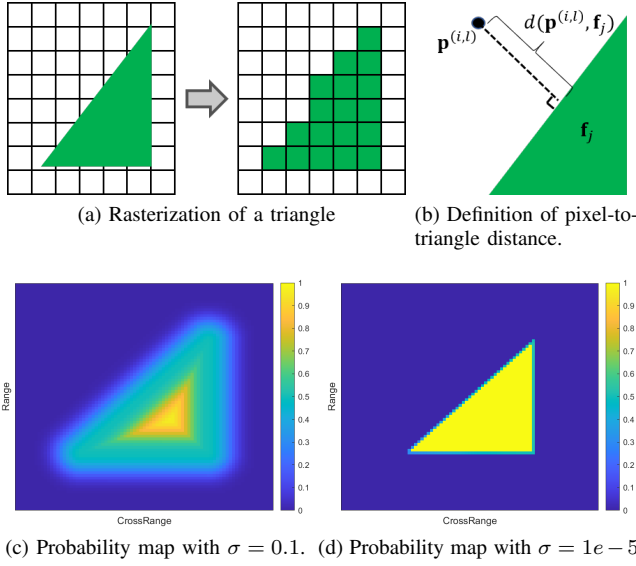 d(p^(i,l), f_j)
p^(i,l)
f_j
(a) Rasterization of a triangle
(b) Definition of pixel-to-
triangle distance.
1
0.9
0.8
0.7
0.6
0.5
0.4
0.3
0.2
0.1
0
Range
CrossRange
1
0.9
0.8
0.7
0.6
0.5
0.4
0.3
0.2
0.1
0
Range
CrossRange
(c) Probability map with σ = 0.1.
(d) Probability map with σ = 1e − 5